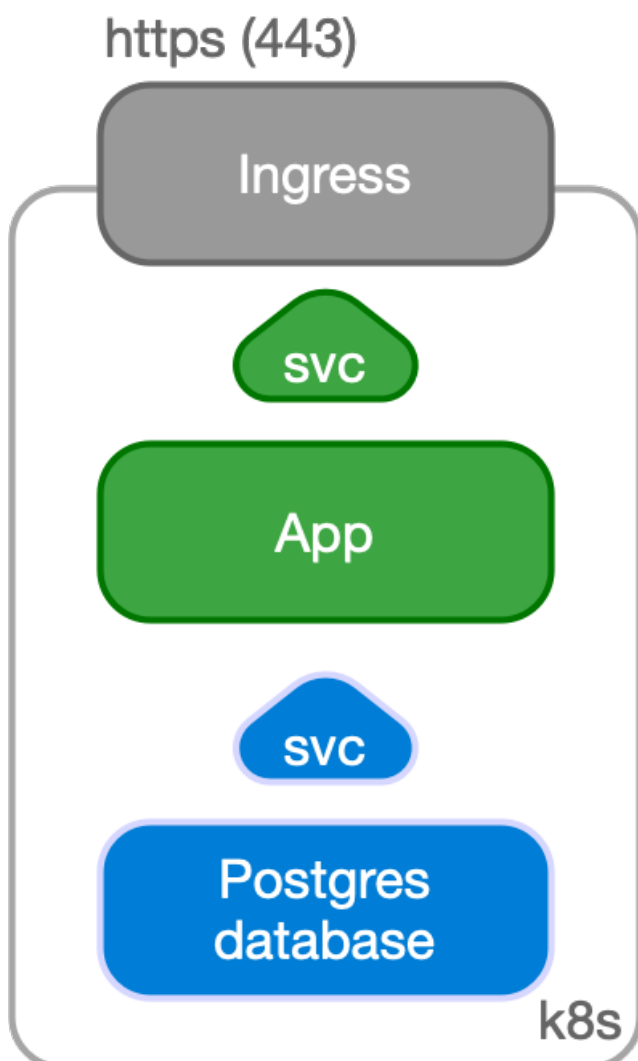 https (443)
Ingress
svc
App
svc
Postgres
database
k8s